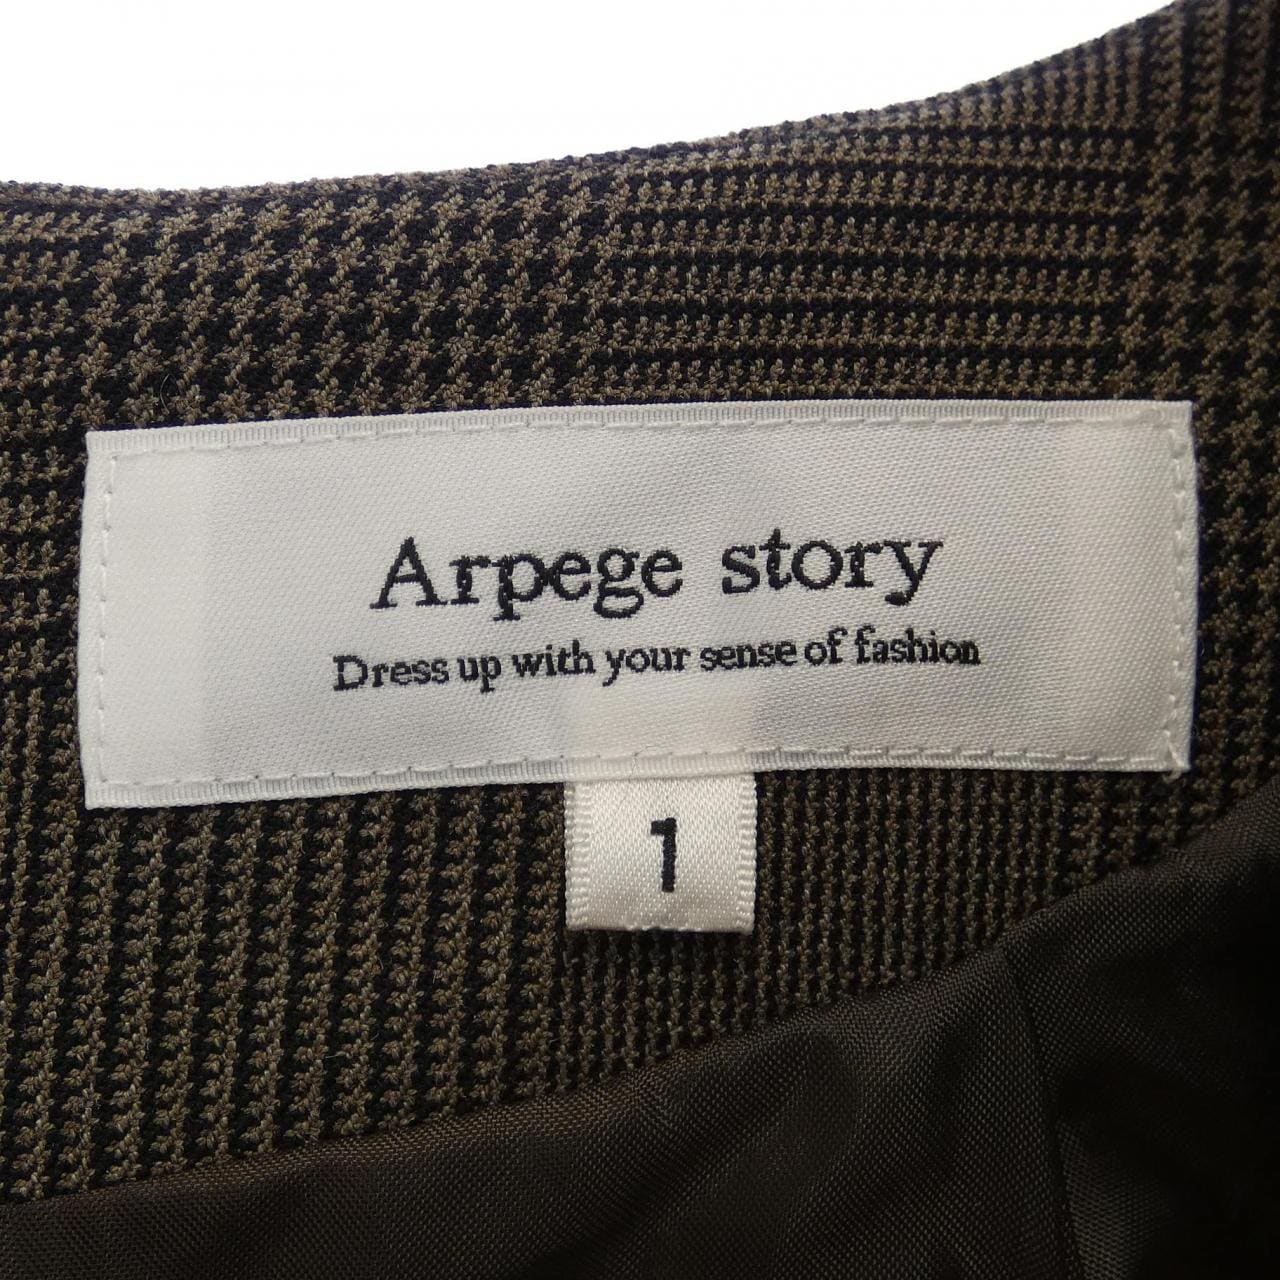 Arpege story
Dress up with your sense of fashion
1